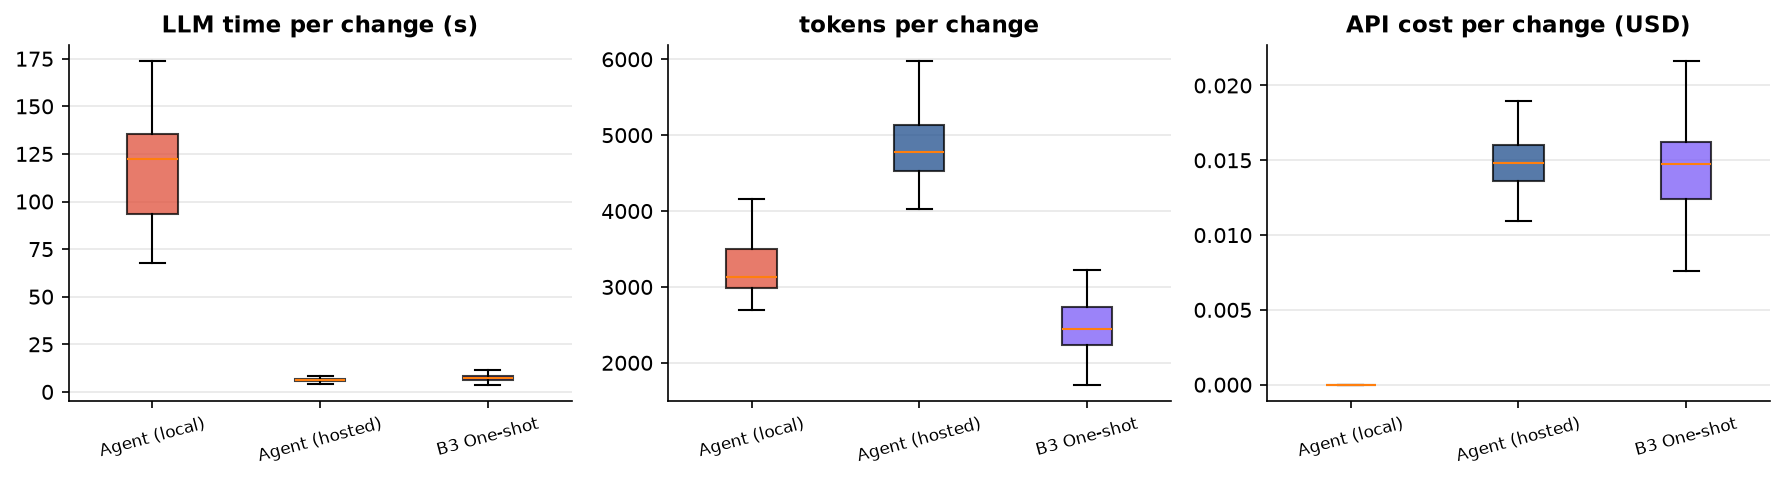 LLM time per change (s)
175
150
125
100
75
50
25
0
Agent (local)
Agent (hosted)
B3 One-shot
tokens per change
6000
5000
4000
3000
2000
Agent (local)
Agent (hosted)
B3 One-shot
API cost per change (USD)
0.020
0.015
0.010
0.005
0.000
Agent (local)
Agent (hosted)
B3 One-shot